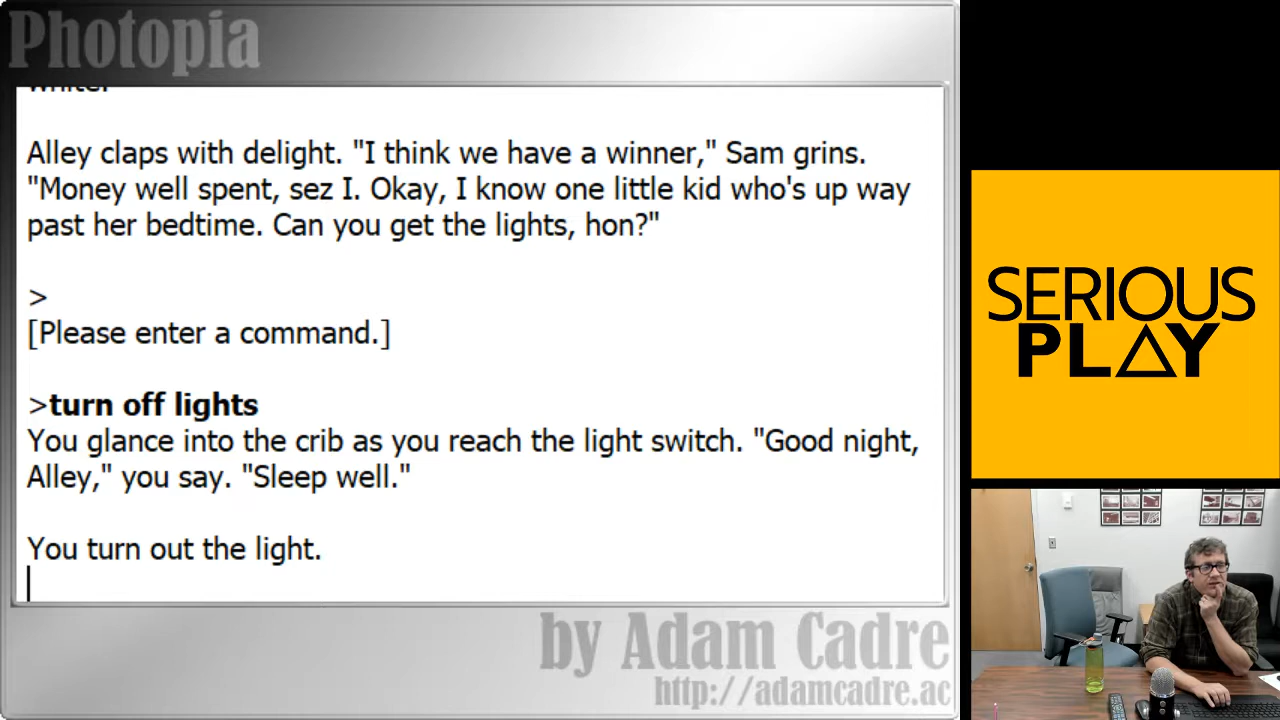 Photopia
white.
Alley claps with delight. "I think we have a winner," Sam grins.
"Money well spent, sez I. Okay, I know one little kid who's up way
past her bedtime. Can you get the lights, hon?"
>
[Please enter a command.]
>turn off lights
You glance into the crib as you reach the light switch. "Good night,
Alley," you say. "Sleep well."
You turn out the light.
by Adam Cadre
http://adamcadre.ac
SERIOUS
PLAY